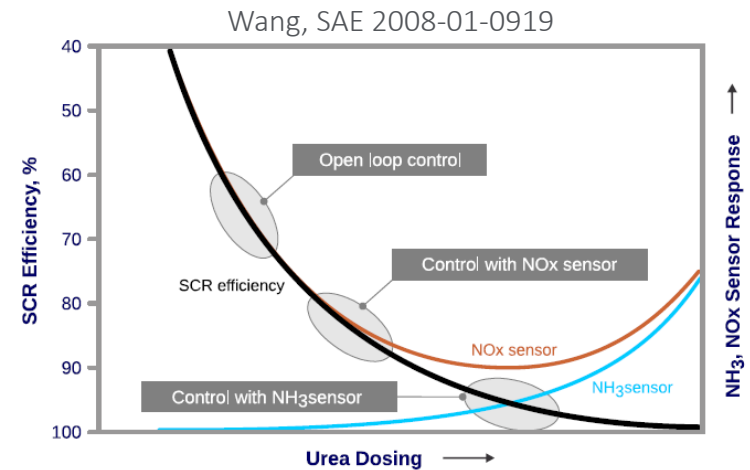 Wang, SAE 2008-01-0919
40
50
60
70
80
90
100
SCR Efficiency, %
Open loop control
Control with NOx sensor
SCR efficiency
NOx sensor
Control with NH3sensor
NH3sensor
Urea Dosing
NH3, NOx Sensor Response